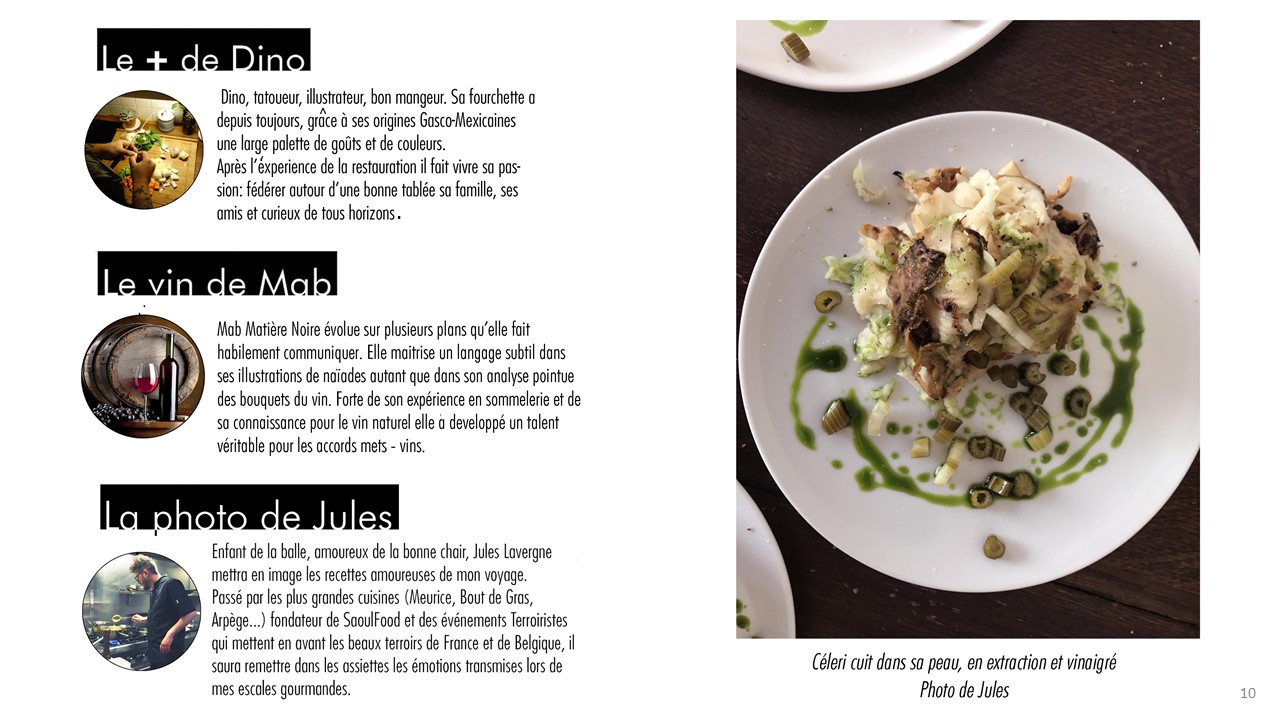 Le + de Dino
Dino, tatoueur, illustrateur, bon mangeur. Sa fourchette a
depuis toujours, grâce à ses origines Gasco-Mexicaines
une large palette de goûts et de couleurs.
Après l'éxperience de la restauration il fait vivre sa pas-
sion: fédérer autour d'une bonne tablée sa famille, ses
amis et curieux de tous horizons.
Le vin de Mab
Mab Matière Noire évolue sur plusieurs plans qu'elle fait
habilement communiquer. Elle maitrise un langage subtil dans
ses illustrations de naïades autant que dans son analyse pointue
des bouquets du vin. Forte de son expérience en sommelerie et de
sa connaissance pour le vin naturel elle à developpé un talent
véritable pour les accords mets - vins.
La photo de Jules
Enfant de la balle, amoureux de la bonne chair, Jules Lavergne
mettra en image les recettes amoureuses de mon voyage.
Passé par les plus grandes cuisines (Meurice, Bout de Gras,
Arpège...) fondateur de SaoulFood et des événements Terroiristes
qui mettent en avant les beaux terroirs de France et de Belgique, il
saura remettre dans les assiettes les émotions transmises lors de
mes escales gourmandes.
Céleri cuit dans sa peau, en extraction et vinaigré
Photo de Jules
10